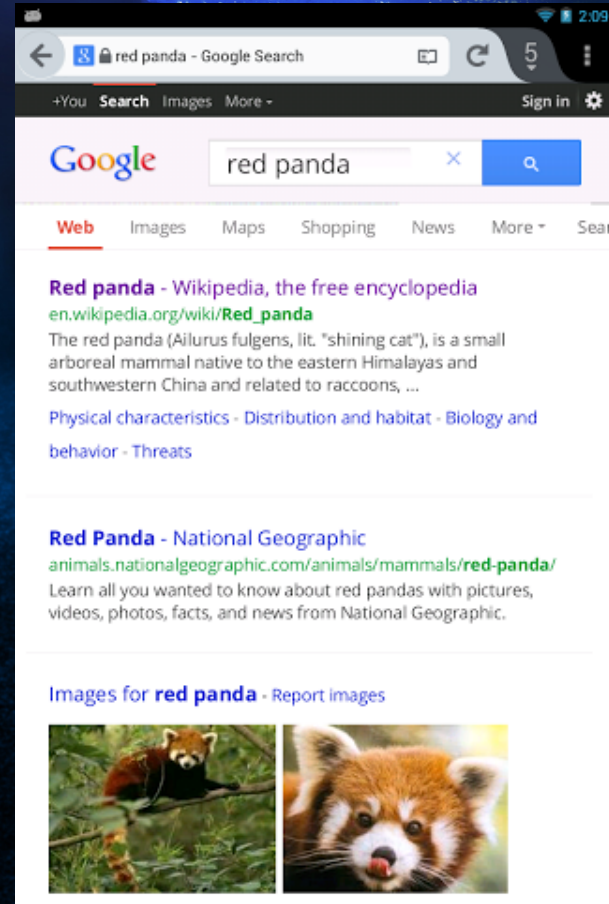 2:09
red panda - Google Search
5
+You Search Images More
Sign in
Google
red panda
Web Images Maps Shopping News More Sear
Red panda - Wikipedia, the free encyclopedia
en.wikipedia.org/wiki/Red_panda
The red panda (Ailurus fulgens, lit. "shining cat"), is a small
arboreal mammal native to the eastern Himalayas and
southwestern China and related to raccoons, ...
Physical characteristics - Distribution and habitat - Biology and
behavior - Threats
Red Panda - National Geographic
animals.nationalgeographic.com/animals/mammals/red-panda/
Learn all you wanted to know about red pandas with pictures,
videos, photos, facts, and news from National Geographic.
Images for red panda - Report images